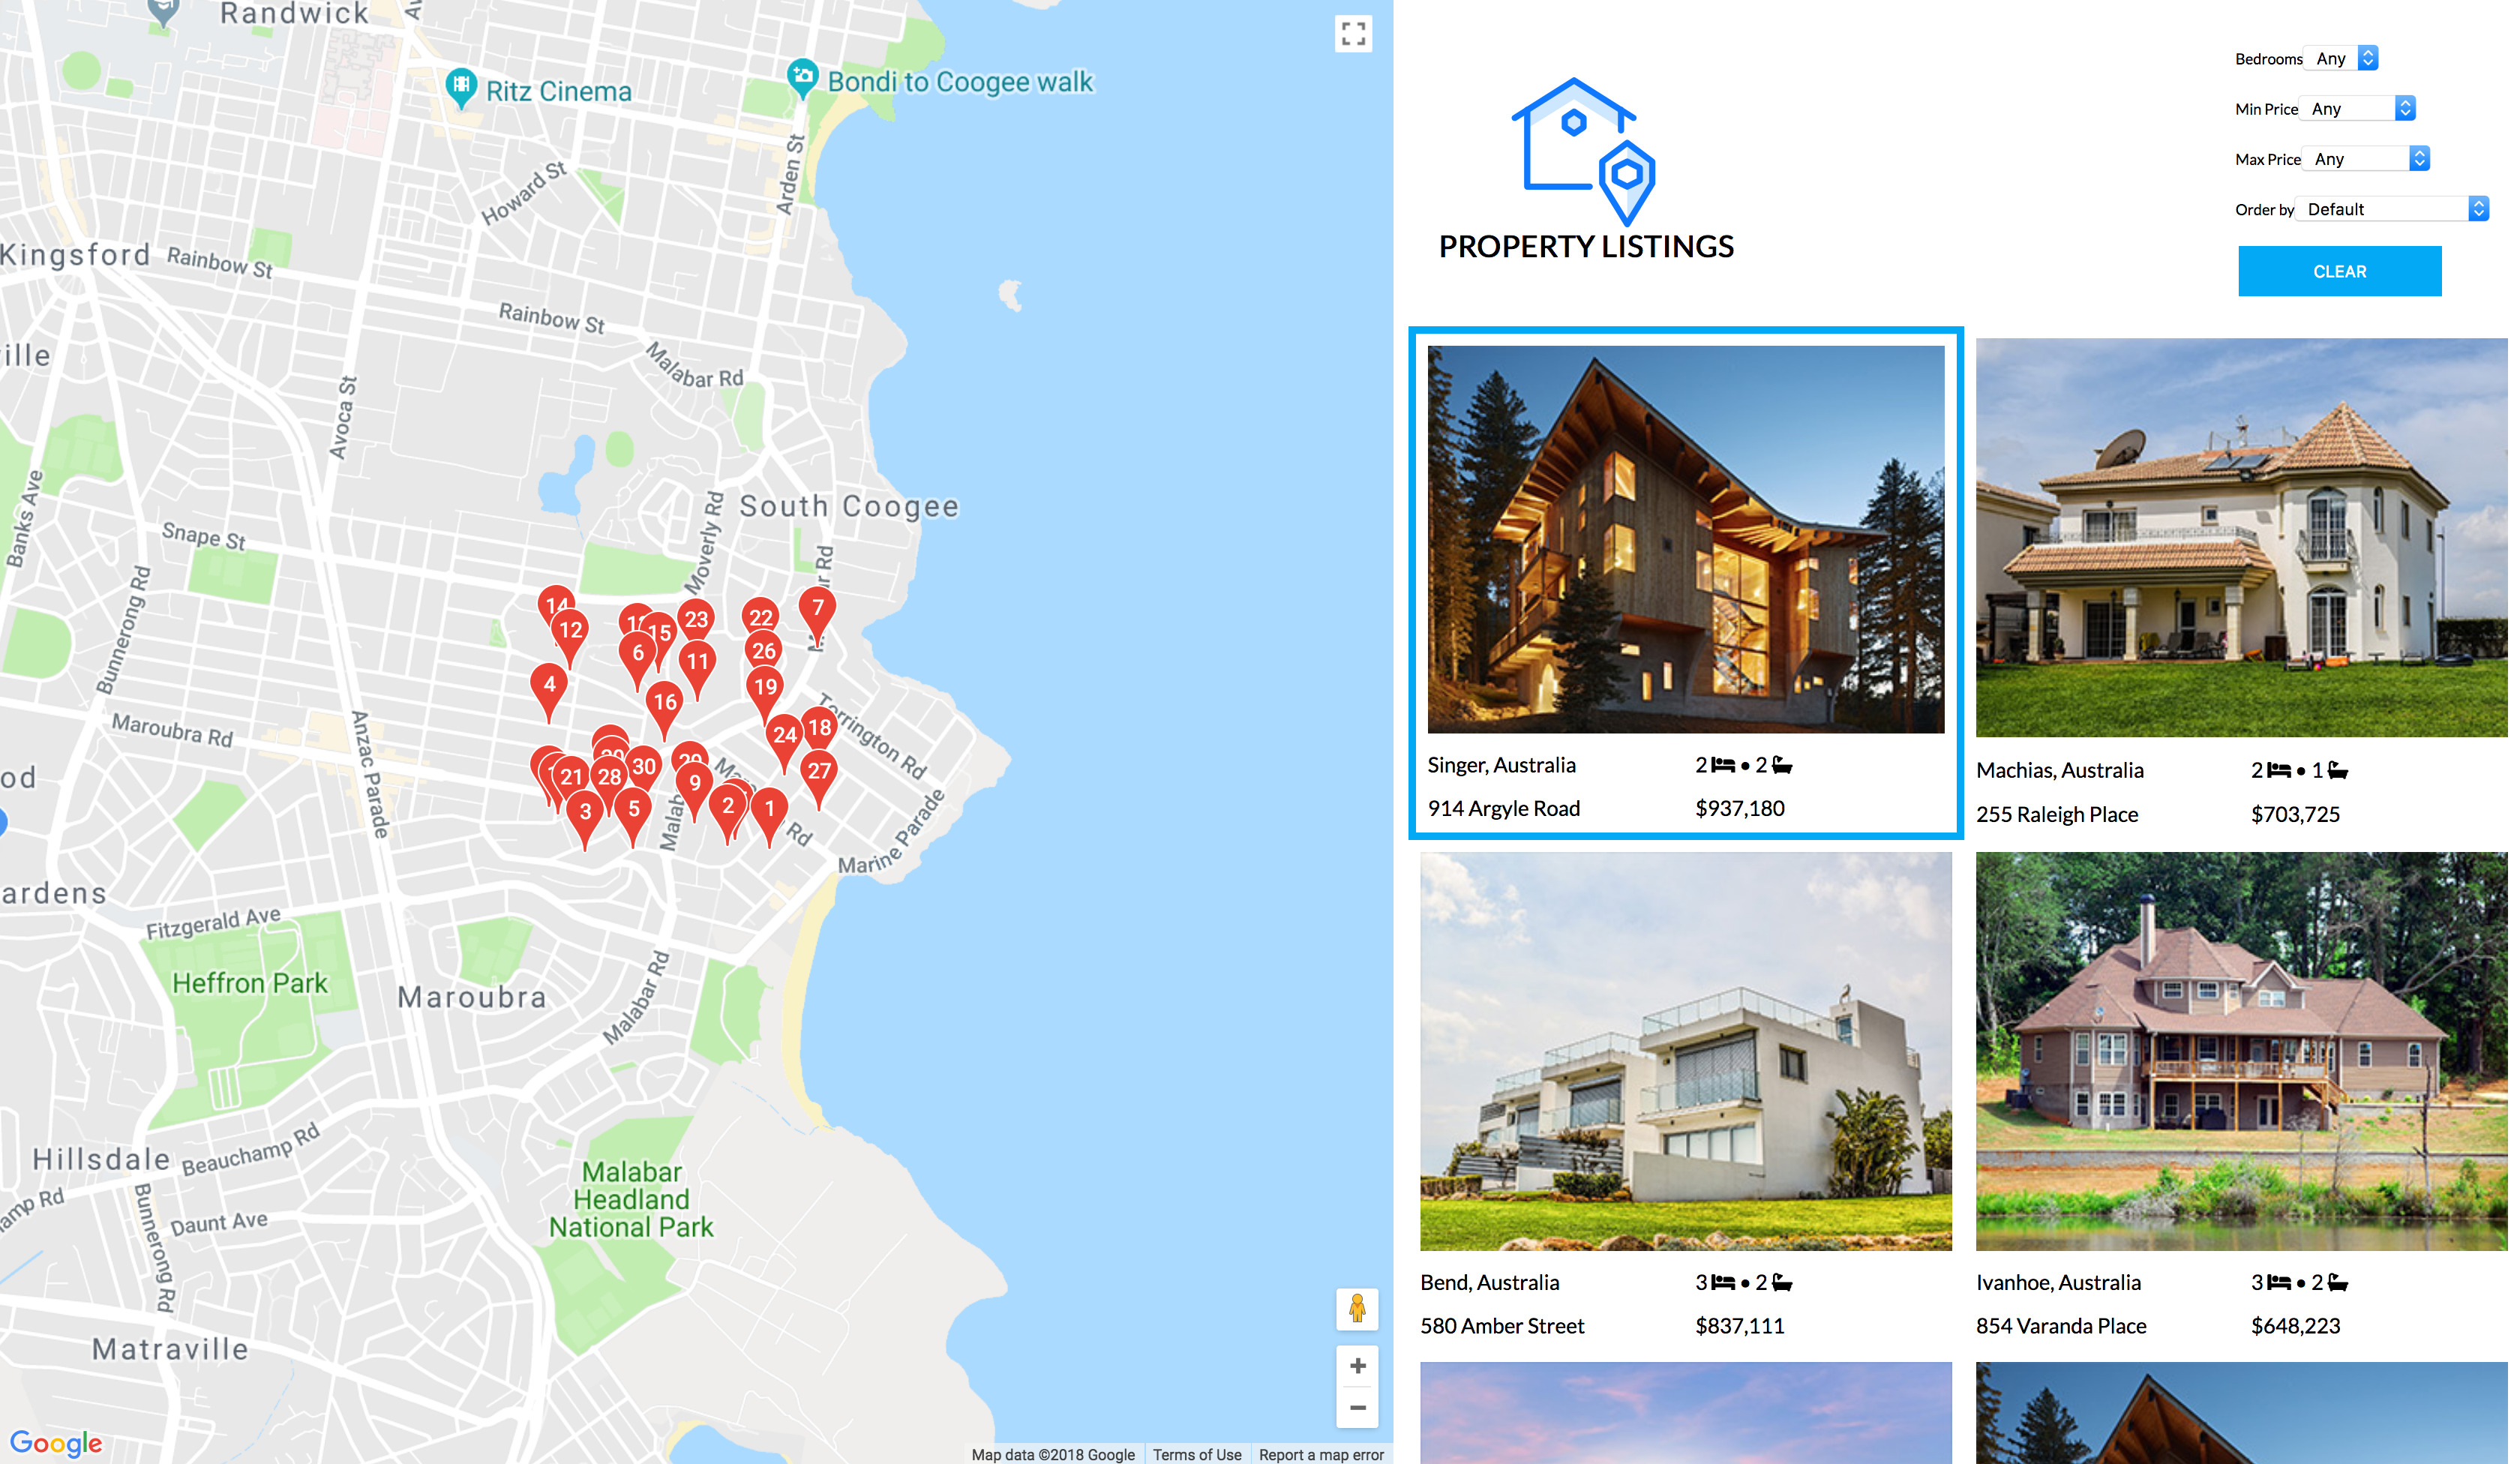 Randwick
Ritz Cinema
Bondi to Coogee walk
Arden St
Howard St
Kingsford
Rainbow St
Rainbow St
ille
Malabar Rd
Avoca St
Banks Ave
South Coogee
Snape St
Moverly Rd
Bunnerong Rd
14
12
15
23
22
7
6
11
26
4
16
19
Torrington Rd
Maroubra Rd
Anzac Parade
24
18
od
21
28
30
9
27
3
5
2
1
Rd
Marine Parade
ardens
Fitzgerald Ave
Heffron Park
Maroubra
Malabar Rd
Hillsdale
Beauchamp Rd
amp Rd
Bunnerong Rd
Daunt Ave
Malabar
Headland
National Park
Matraville
Google
Map data ©2018 Google
Terms of Use
Report a map error
PROPERTY LISTINGS
Bedrooms Any
Min Price Any
Max Price Any
Order by Default
CLEAR
Singer, Australia 2 • 2
914 Argyle Road $937,180
Machias, Australia 2 • 1
255 Raleigh Place $703,725
Bend, Australia 3 • 2
580 Amber Street $837,111
Ivanhoe, Australia 3 • 2
854 Varanda Place $648,223